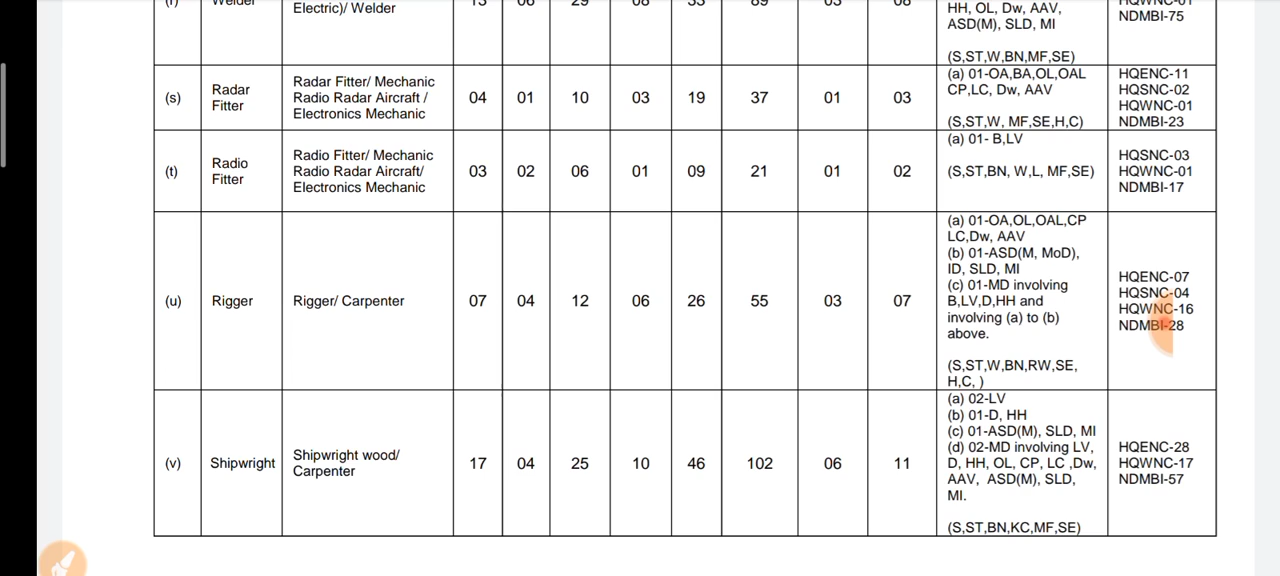 (r) Welder Electric)/ Welder 13 06 29 08 33 89 03 08 HH, OL, Dw, AAV, HQWNC-01
ASD(M), SLD, MI NDMBI-75
(S,ST,W,BN,MF,SE)
(s) Radar Fitter
Radar Fitter/ Mechanic
Radio Radar Aircraft /
Electronics Mechanic
04 01 10 03 19 37 01 03
(a) 01-OA,BA,OL,OAL
CP,LC, Dw, AAV
(S,ST,W, MF,SE,H,C)
HQENC-11
HQSNC-02
HQWNC-01
NDMBI-23
(t) Radio Fitter
Radio Fitter/ Mechanic
Radio Radar Aircraft/
Electronics Mechanic
03 02 06 01 09 21 01 02
(a) 01- B,LV
(S,ST,BN, W,L, MF,SE)
HQSNC-03
HQWNC-01
NDMBI-17
(u) Rigger Rigger/ Carpenter 07 04 12 06 26 55 03 07
(a) 01-OA,OL,OAL,CP
LC,Dw, AAV
(b) 01-ASD(M, MoD),
ID, SLD, MI
(c) 01-MD involving
B,LV,D,HH and
involving (a) to (b)
above.
(S,ST,W,BN,RW,SE,
H,C, )
HQENC-07
HQSNC-04
HQWNC-16
NDMBI-28
(v) Shipwright
Shipwright wood/
Carpenter
17 04 25 10 46 102 06 11
(a) 02-LV
(b) 01-D, HH
(c) 01-ASD(M), SLD, MI
(d) 02-MD involving LV,
D, HH, OL, CP, LC ,Dw,
AAV, ASD(M), SLD,
MI.
(S,ST,BN,KC,MF,SE)
HQENC-28
HQWNC-17
NDMBI-57